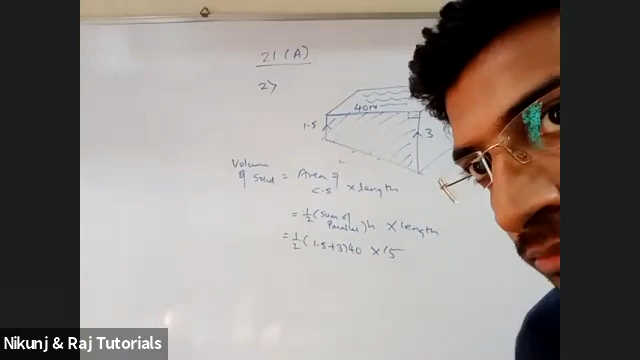 21 (A)
2>
40m
1.5
3
Volume
of Solid = Area of
C.S × length
= 1/2 (Sum of
Parallel) h × length
= 1/2 (1.5+3) 40 × 15
Nikunj & Raj Tutorials